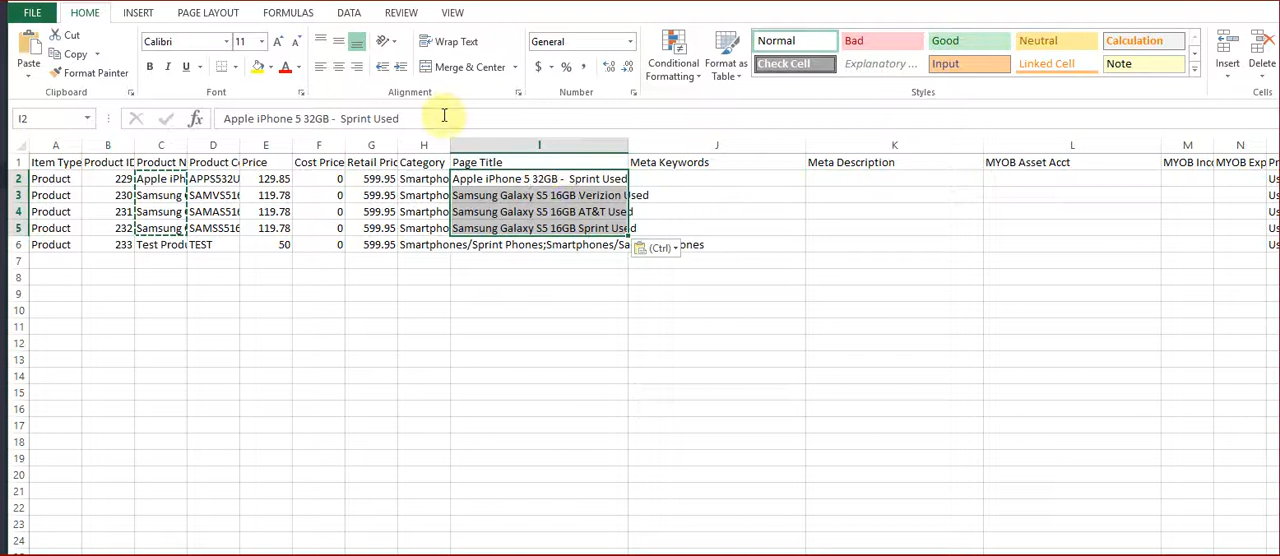 FILE HOME INSERT PAGE LAYOUT FORMULAS DATA REVIEW VIEW
Paste Cut Copy Format Painter Clipboard
Calibri 11 B I U A A A Font
Wrap Text Merge & Center Alignment
General $ % , Number
Conditional Formatting Format as Table
Normal Bad Good Neutral Calculation
Check Cell Explanatory ... Input Linked Cell Note
Styles
Insert Delete Cells
I2 fx Apple iPhone 5 32GB - Sprint Used
A B C D E F G H I J K L M N
1 Item Type Product ID Product N Product Co Price Cost Price Retail Pric Category Page Title Meta Keywords Meta Description MYOB Asset Acct MYOB Inco MYOB Exp Pr
2 Product 229 Apple iPh APPS532U 129.85 0 599.95 Smartpho Apple iPhone 5 32GB - Sprint Used Us
3 Product 230 Samsung SAMVS516 119.78 0 599.95 Smartpho Samsung Galaxy S5 16GB Verizion Used
4 Product 231 Samsung SAMAS516 119.78 0 599.95 Smartpho Samsung Galaxy S5 16GB AT&T Used
5 Product 232 Samsung SAMSS516 119.78 0 599.95 Smartpho Samsung Galaxy S5 16GB Sprint Used Us
6 Product 233 Test Produ TEST 50 0 599.95 Smartphones/Sprint Phones;Smartphones/Sa ones Us
(Ctrl)
7
8
9
10
11
12
13
14
15
16
17
18
19
20
21
22
23
24